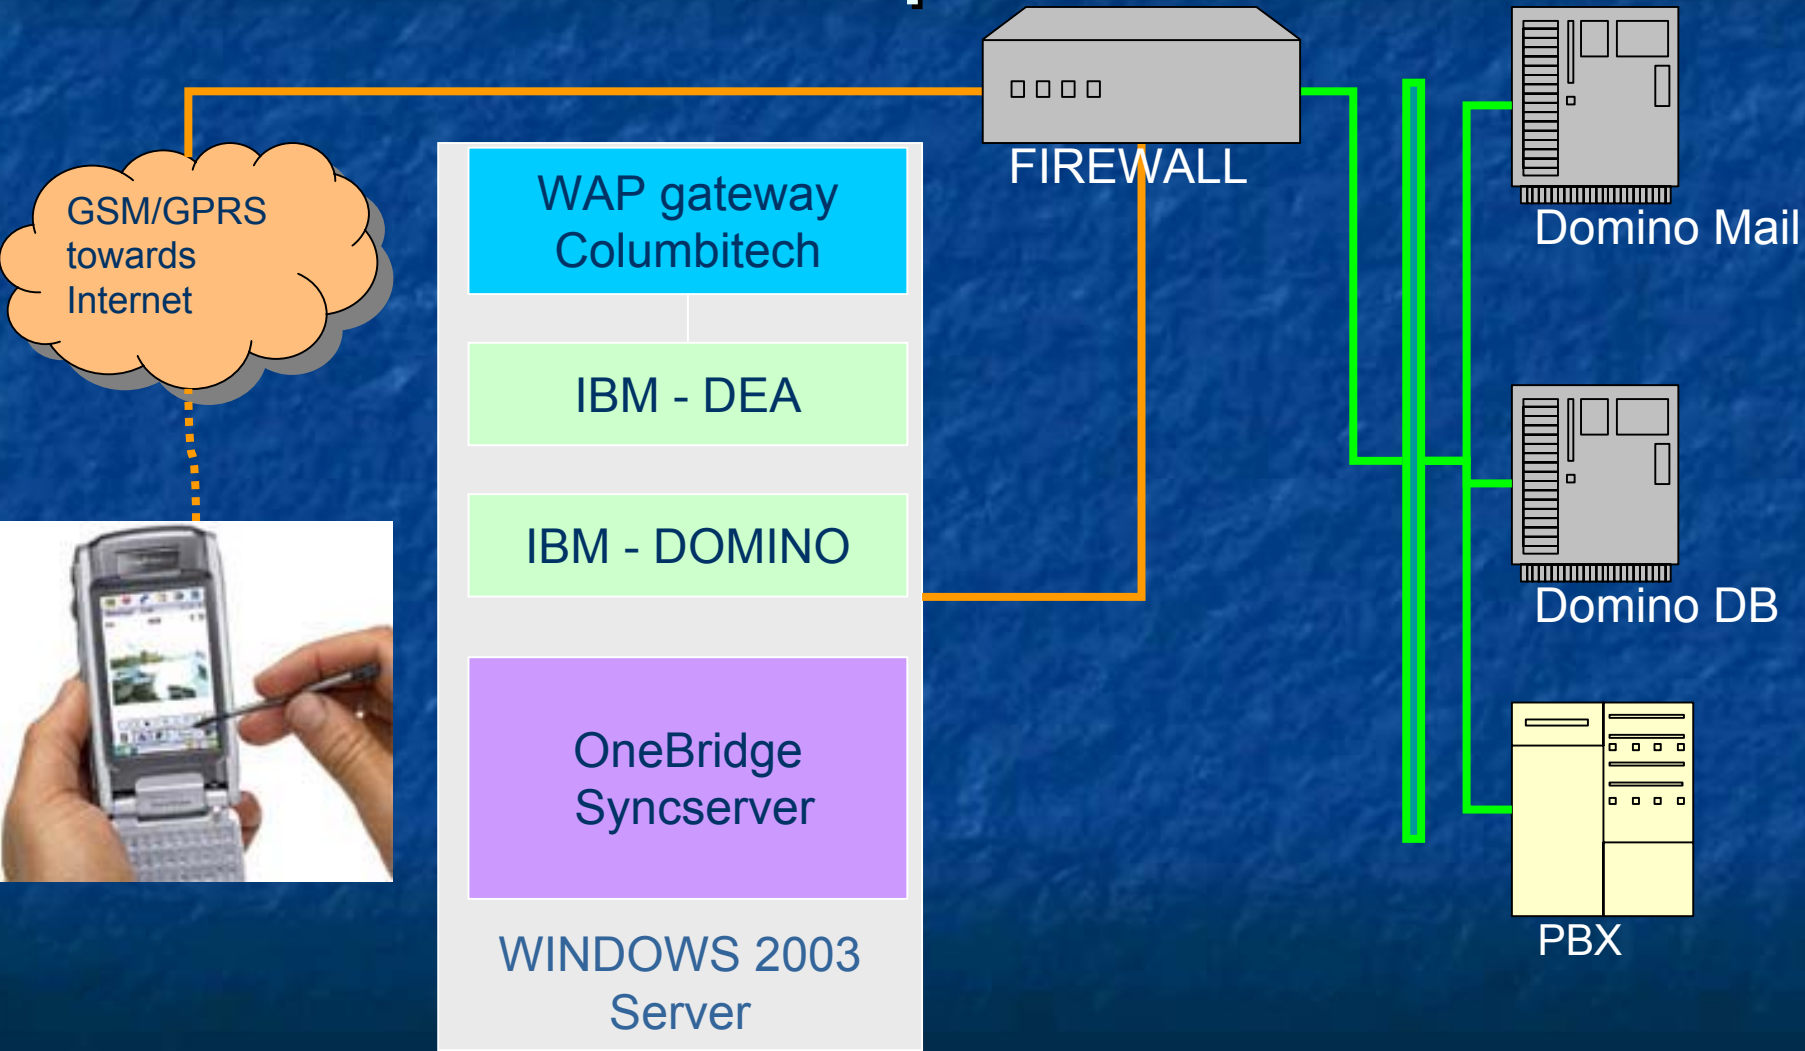 GSM/GPRS
towards
Internet
WAP gateway
Columbitech
IBM - DEA
IBM - DOMINO
OneBridge
Syncserver
WINDOWS 2003
Server
FIREWALL
Domino Mail
Domino DB
PBX